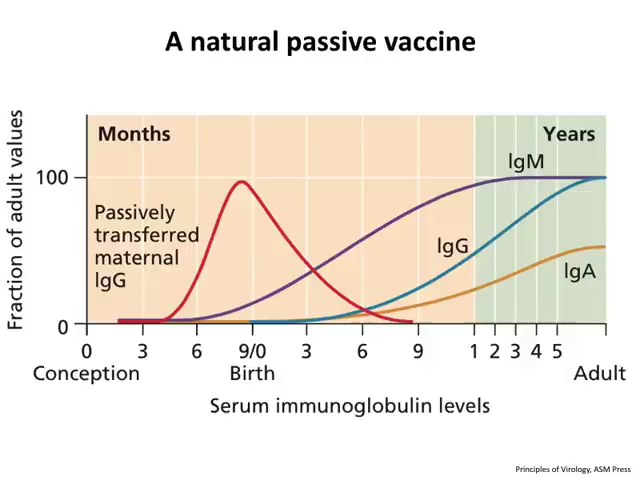 A natural passive vaccine
Fraction of adult values
Months
Years
100
0
Passively
transferred
maternal
IgG
IgM
IgG
IgA
0 3 6 9/0 3 6 9 1 2 3 4 5
Conception Birth Adult
Serum immunoglobulin levels
Principles of Virology, ASM Press